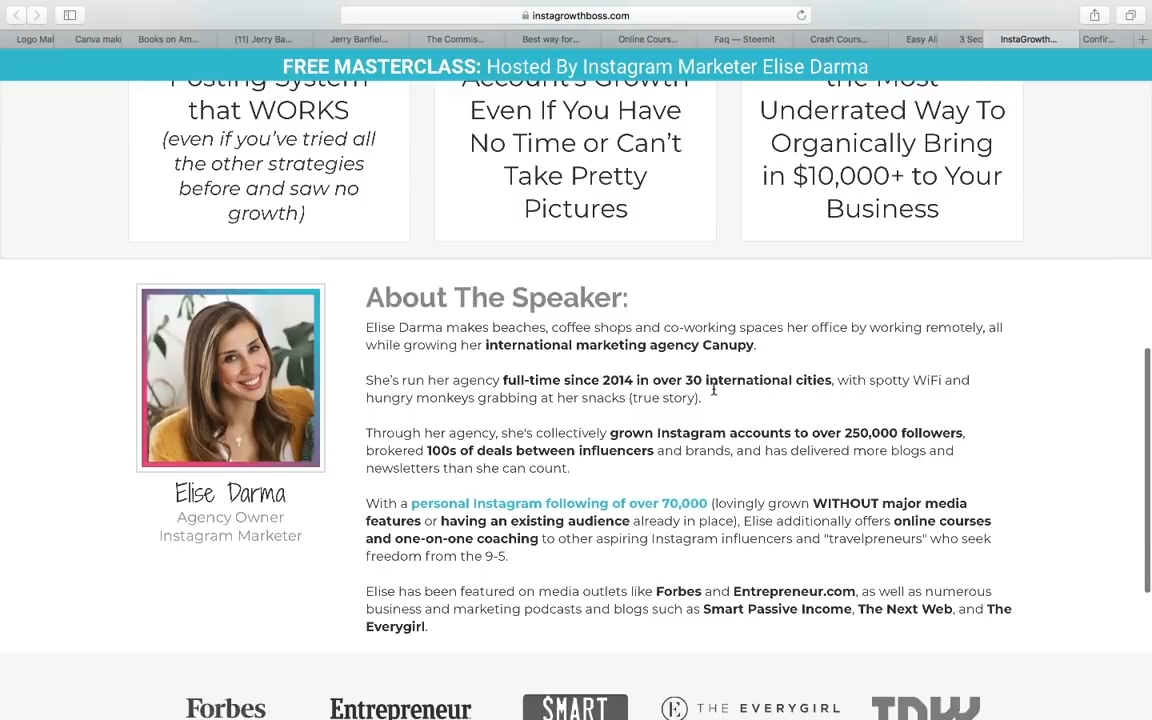 instagrowthboss.com
Logo Mal
Canva mak
Books on Am...
(11) Jerry Ba...
Jerry Banfiel...
The Commis...
Best way for...
Online Cours...
Faq — Steemit
Crash Cours...
Easy Al
3 Sec
InstaGrowth...
Confir...
FREE MASTERCLASS: Hosted By Instagram Marketer Elise Darma
Posting System
that WORKS
(even if you've tried all
the other strategies
before and saw no
growth)
Account's Growth
Even If You Have
No Time or Can't
Take Pretty
Pictures
the Most
Underrated Way To
Organically Bring
in $10,000+ to Your
Business
Elise Darma
Agency Owner
Instagram Marketer
About The Speaker:
Elise Darma makes beaches, coffee shops and co-working spaces her office by working remotely, all
while growing her international marketing agency Canupy.
She's run her agency full-time since 2014 in over 30 international cities, with spotty WiFi and
hungry monkeys grabbing at her snacks (true story).
Through her agency, she's collectively grown Instagram accounts to over 250,000 followers,
brokered 100s of deals between influencers and brands, and has delivered more blogs and
newsletters than she can count.
With a personal Instagram following of over 70,000 (lovingly grown WITHOUT major media
features or having an existing audience already in place), Elise additionally offers online courses
and one-on-one coaching to other aspiring Instagram influencers and "travelpreneurs" who seek
freedom from the 9-5.
Elise has been featured on media outlets like Forbes and Entrepreneur.com, as well as numerous
business and marketing podcasts and blogs such as Smart Passive Income, The Next Web, and The
Everygirl.
Forbes
Entrepreneur
SMART
E THE EVERYGIRL